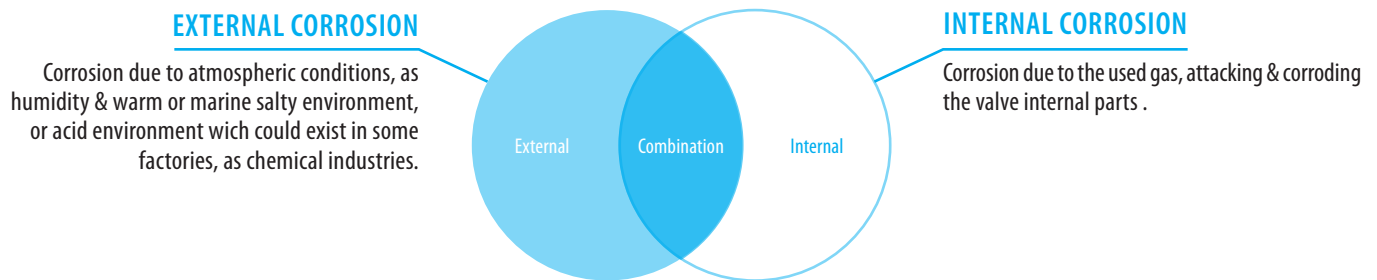 EXTERNAL CORROSION
Corrosion due to atmospheric conditions, as
humidity & warm or marine salty environment,
or acid environment wich could exist in some
factories, as chemical industries.
External
Combination
Internal
INTERNAL CORROSION
Corrosion due to the used gas, attacking & corroding
the valve internal parts .